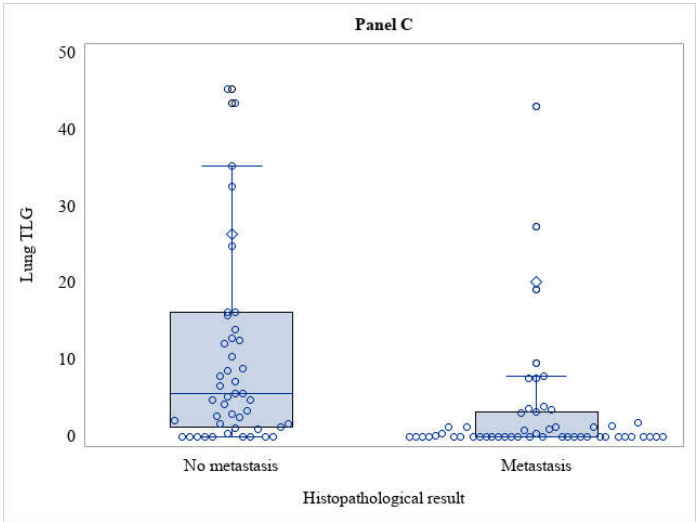 Panel C
50
40
30
20
10
0
Lung TLG
No metastasis
Metastasis
Histopathological result